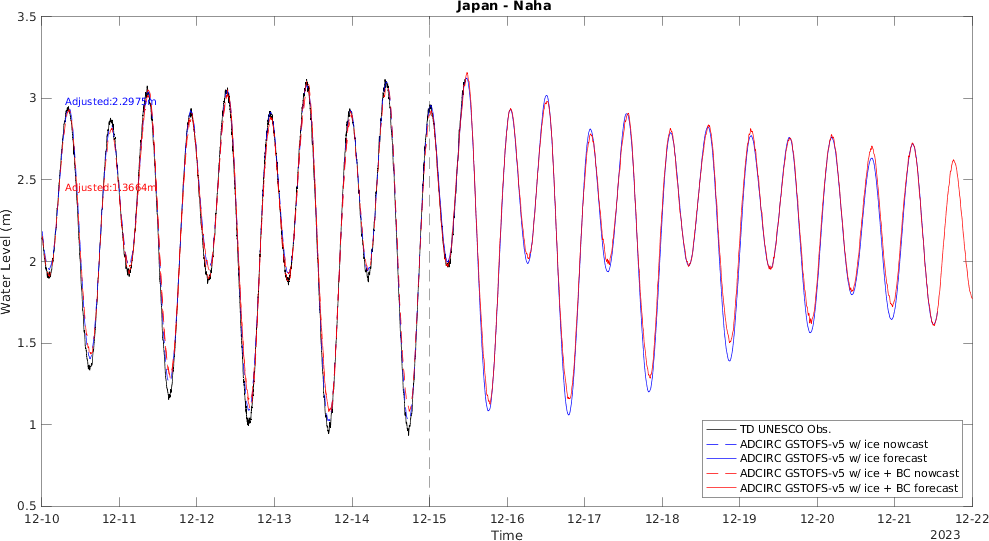 Japan - Naha
3.5
3
2.5
2
1.5
1
0.5
Water Level (m)
Adjusted:2.2975m
Adjusted:1.3664m
TD UNESCO Obs.
ADCIRC GSTOFS-v5 w/ ice nowcast
ADCIRC GSTOFS-v5 w/ ice forecast
ADCIRC GSTOFS-v5 w/ ice + BC nowcast
ADCIRC GSTOFS-v5 w/ ice + BC forecast
12-10 12-11 12-12 12-13 12-14 12-15 12-16 12-17 12-18 12-19 12-20 12-21 12-22
Time
2023